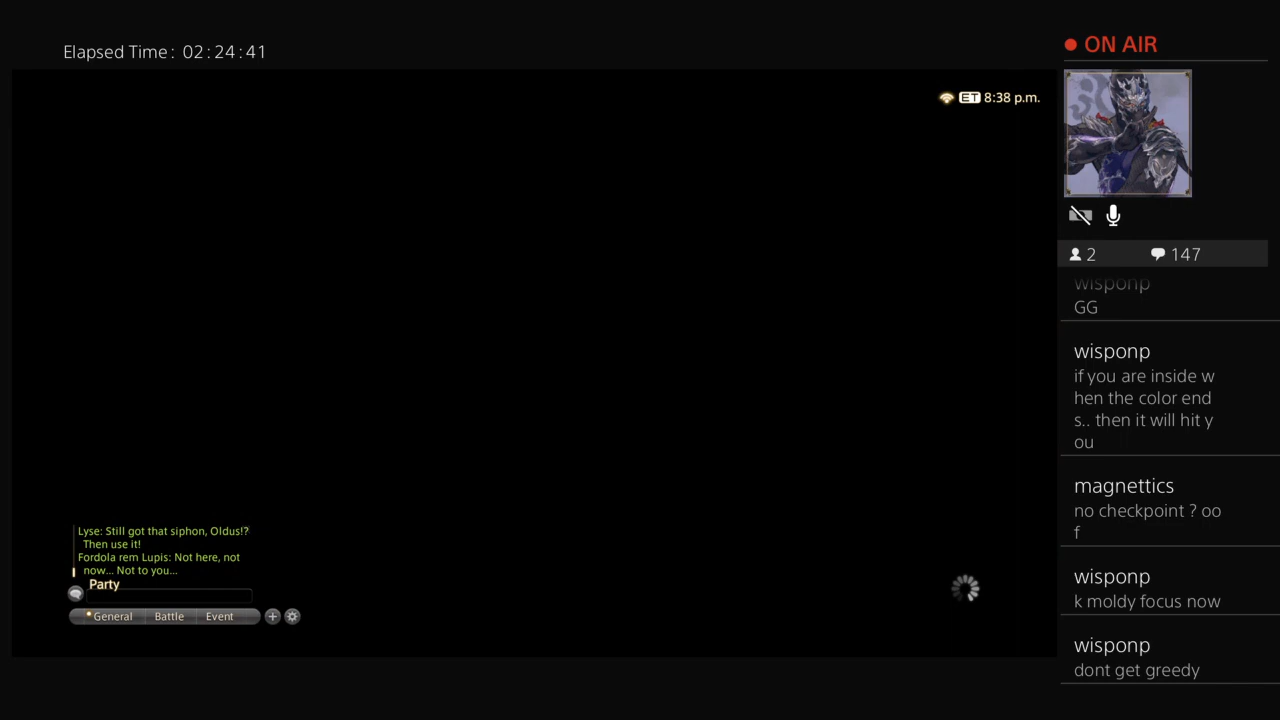 Elapsed Time: 02:24:41
ON AIR
ET 8:38 p.m.
2 147
wisponp
GG
wisponp
if you are inside w
hen the color end
s.. then it will hit y
ou
magnettics
no checkpoint ? oo
f
wisponp
k moldy focus now
wisponp
dont get greedy
Lyse: Still got that siphon, Oldus!?
Then use it!
Fordola rem Lupis: Not here, not
now... Not to you...
Party
General Battle Event